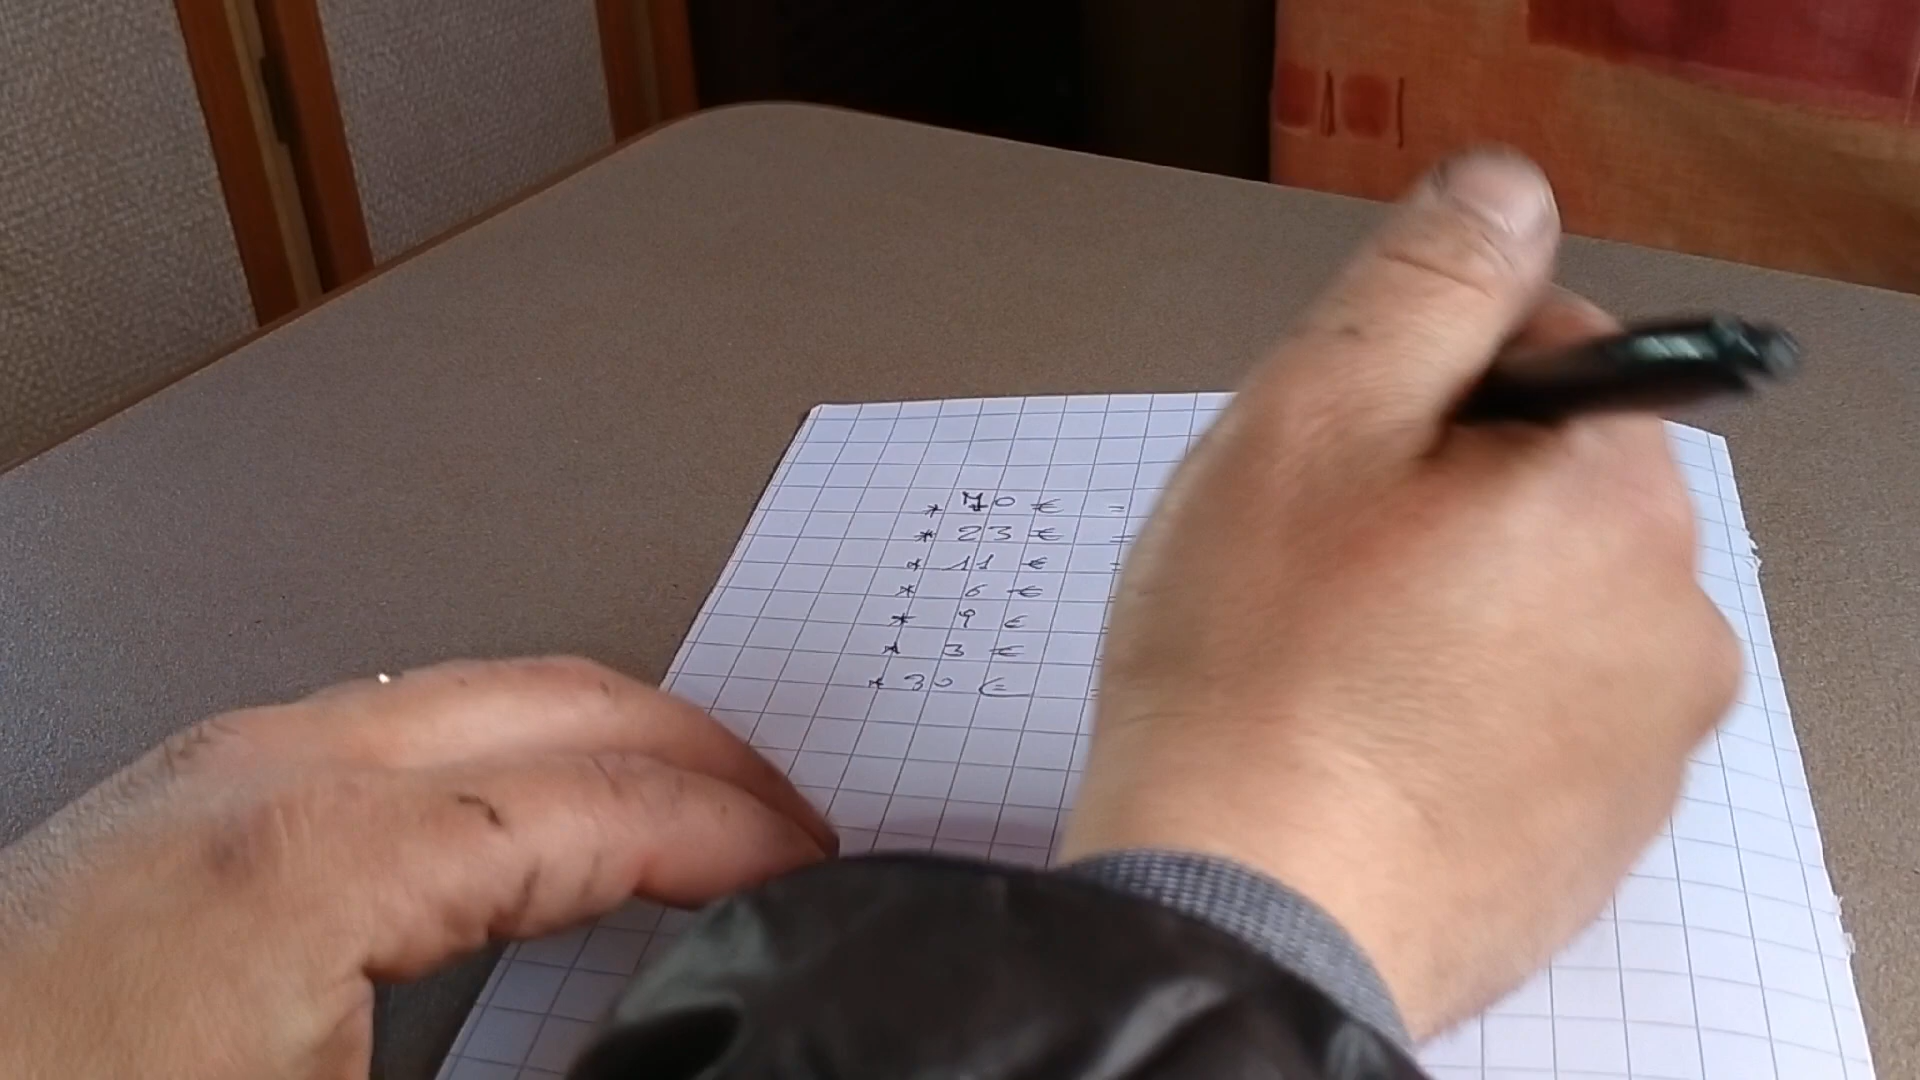 * 70 € =
* 23 € =
* 11 € =
* 6 €
* 9 € =
* 3 € =
* 30 € =